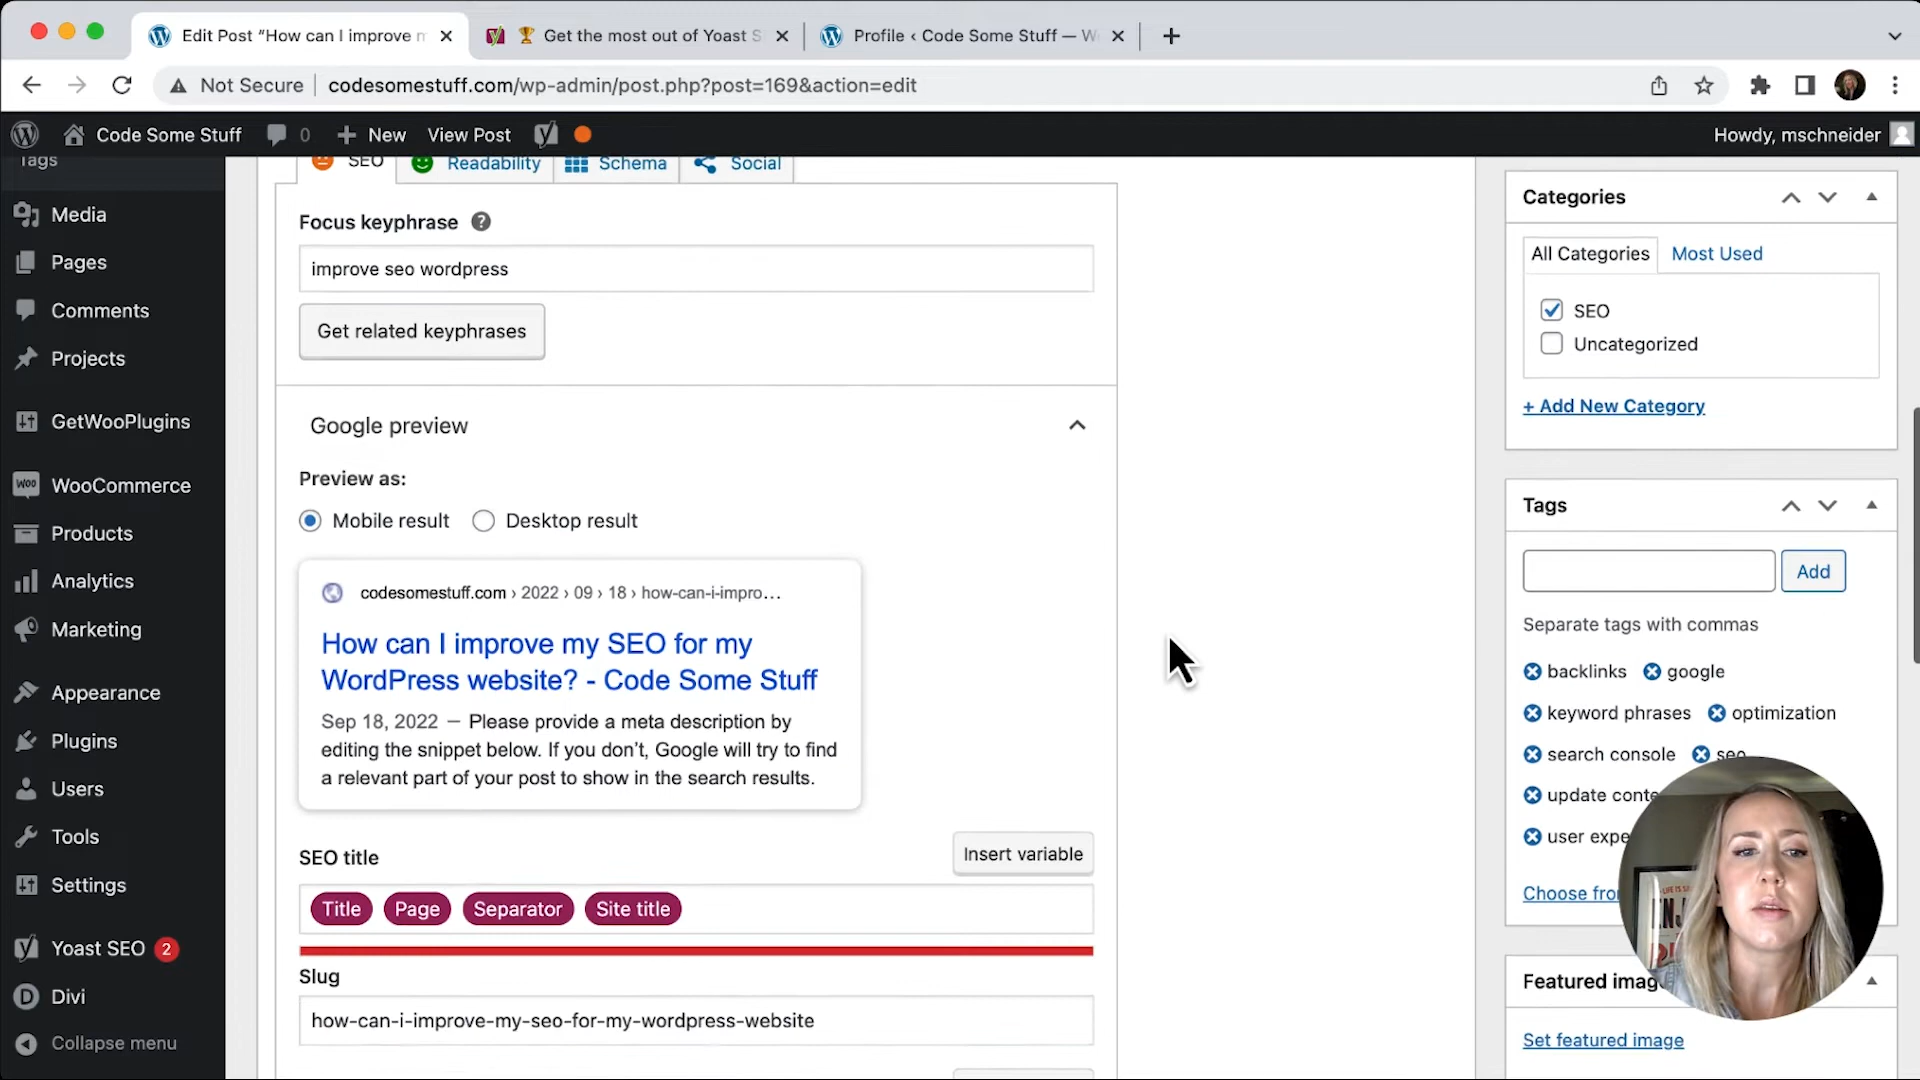 Edit Post “How can I improve m
Get the most out of Yoast S
Profile ‹ Code Some Stuff — W
Not Secure
codesomestuff.com/wp-admin/post.php?post=169&action=edit
Code Some Stuff
0
New
View Post
Howdy, mschneider
Tags
Media
Pages
Comments
Projects
GetWooPlugins
WooCommerce
Products
Analytics
Marketing
Appearance
Plugins
Users
Tools
Settings
Yoast SEO 2
Divi
Collapse menu
SEO
Readability
Schema
Social
Focus keyphrase
improve seo wordpress
Get related keyphrases
Google preview
Preview as:
Mobile result
Desktop result
codesomestuff.com › 2022 › 09 › 18 › how-can-i-impro…
How can I improve my SEO for my
WordPress website? - Code Some Stuff
Sep 18, 2022 — Please provide a meta description by
editing the snippet below. If you don’t, Google will try to find
a relevant part of your post to show in the search results.
SEO title
Insert variable
Title Page Separator Site title
Slug
how-can-i-improve-my-seo-for-my-wordpress-website
Categories
All Categories
Most Used
SEO
Uncategorized
+ Add New Category
Tags
Add
Separate tags with commas
backlinks google
keyword phrases optimization
search console seo
update conte
user expe
Choose fro
Featured imag
Set featured image